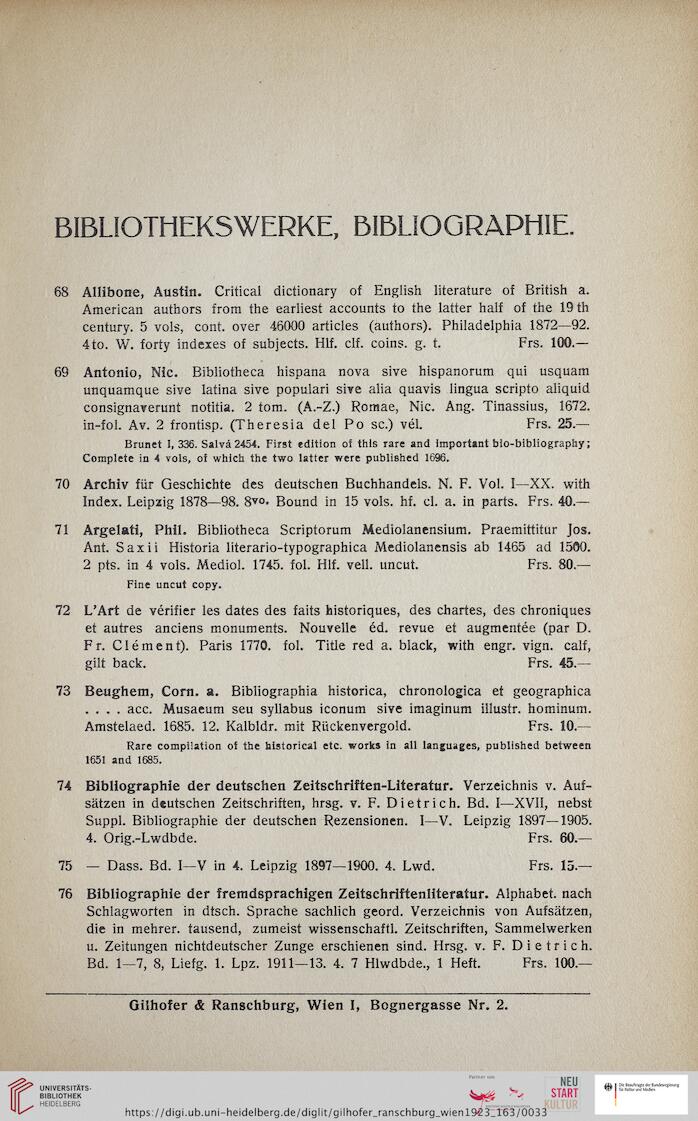 BIBLIOTHEKSWERKE, BIBLIOGRAPHIE.
68 Allibone, Austin. Critical dictionary of English literature of British a.
American authors from the earliest accounts to the latter half of the 19th
century. 5 vols, cont. over 46000 articles (authors). Philadelphia 1872—92.
4to. W. forty indexes of subjects. Hlf. clf. coins. g. t. Frs. 100.—
69 Antonio, Nic. Bibliotheca hispana nova sive hispanorum qui usquam
unquamque sive latina sive populari sive alia quavis lingua scripto aliquid
consignaverunt notitia. 2 tom. (A.-Z.) Romae, Nic. Ang. Tinassius, 1672.
in-fol. Av. 2 frontisp. (Theresia del Po sc.) vél. Frs. 25.—
Brunet I, 336. Salvá 2454. First edition of this rare and important bio-bibliography;
Complete in 4 vols, of which the two latter were published 1696.
70 Archiv für Geschichte des deutschen Buchhandels. N. F. Vol. I—XX. with
Index. Leipzig 1878—98. 8vo. Bound in 15 vols. hf. cl. a. in parts. Frs. 40.—
71 Argelati, Phil. Bibliotheca Scriptorum Mediolanensium. Praemittitur Jos.
Ant. Saxii Historia literario-typographica Mediolanensis ab 1465 ad 1500.
2 pts. in 4 vols. Mediol. 1745. fol. Hlf. vell. uncut. Frs. 80.—
Fine uncut copy.
72 L'Art de vérifier les dates des faits historiques, des chartes, des chroniques
et autres anciens monuments. Nouvelle éd. revue et augmentée (par D.
Fr. Clément). Paris 1770. fol. Title red a. black, with engr. vign. calf,
gilt back. Frs. 45.—
73 Beughem, Corn. a. Bibliographia historica, chronologica et geographica
. . . . acc. Musaeum seu syllabus iconum sive imaginum illustr. hominum.
Amstelaed. 1685. 12. Kalbldr. mit Rückenvergold. Frs. 10.—
Rare compilation of the historical etc. works in all languages, published between
1651 and 1685.
74 Bibliographie der deutschen Zeitschriften-Literatur. Verzeichnis v. Auf-
sätzen in deutschen Zeitschriften, hrsg. v. F. Dietrich. Bd. I—XVII, nebst
Suppl. Bibliographie der deutschen Rezensionen. I—V. Leipzig 1897—1905.
4. Orig.-Lwdbde. Frs. 60.—
75 — Dass. Bd. I—V in 4. Leipzig 1897—1900. 4. Lwd. Frs. 15.—
76 Bibliographie der fremdsprachigen Zeitschriftenliteratur. Alphabet. nach
Schlagworten in dtsch. Sprache sachlich geord. Verzeichnis von Aufsätzen,
die in mehrer. tausend, zumeist wissenschaftl. Zeitschriften, Sammelwerken
u. Zeitungen nichtdeutscher Zunge erschienen sind. Hrsg. v. F. Dietrich.
Bd. 1—7, 8, Liefg. 1. Lpz. 1911—13. 4. 7 Hlwdbde., 1 Heft. Frs. 100.—
Gilhofer & Ranschburg, Wien I, Bognergasse Nr. 2.
UNIVERSITÄTS-
BIBLIOTHEK
HEIDELBERG
https://digi.ub.uni-heidelberg.de/diglit/gilhofer_ranschburg_wien1923_163/0033
Partner von
NEU
START
KULTUR
Die Beauftragte der Bundesregierung
für Kultur und Medien